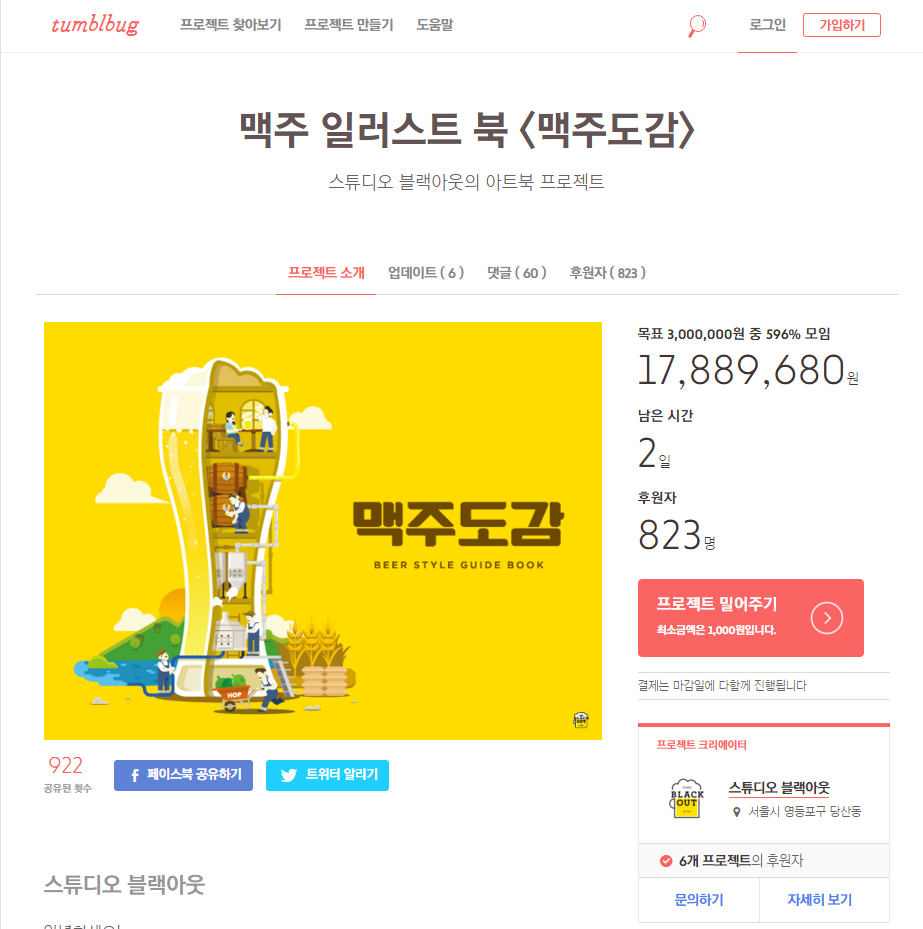 tumblbug 프로젝트 찾아보기 프로젝트 만들기 도움말 로그인 가입하기
맥주 일러스트 북 〈맥주도감〉
스튜디오 블랙아웃의 아트북 프로젝트
프로젝트 소개 업데이트 ( 6 ) 댓글 ( 60 ) 후원자 ( 823 )
맥주도감
BEER STYLE GUIDE BOOK
HOP
922
공유된 횟수
페이스북 공유하기
트위터 알리기
스튜디오 블랙아웃
안녕하세요!
목표 3,000,000원 중 596% 모임
17,889,680원
남은 시간
2일
후원자
823명
프로젝트 밀어주기
최소금액은 1,000원입니다.
결제는 마감일에 다함께 진행됩니다
프로젝트 크리에이터
BLACK
OUT
스튜디오 블랙아웃
서울시 영등포구 당산동
6개 프로젝트의 후원자
문의하기 자세히 보기